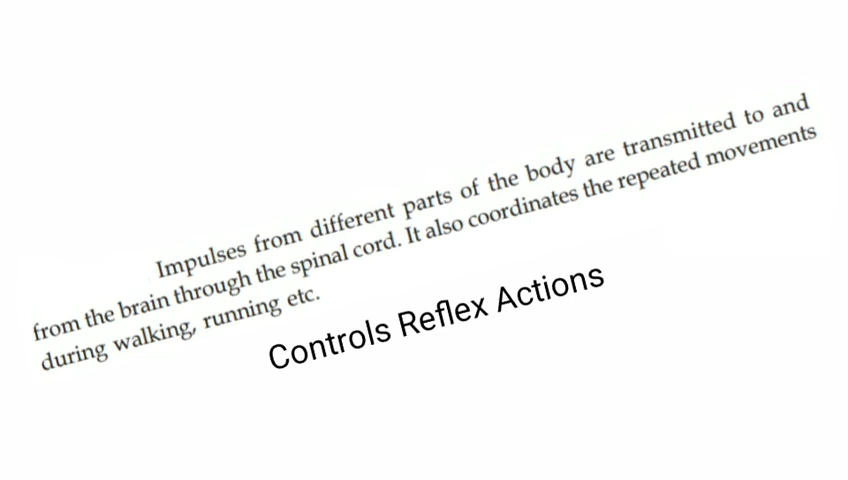 Impulses from different parts of the body are transmitted to and
from the brain through the spinal cord. It also coordinates the repeated movements
during walking, running etc.
Controls Reflex Actions